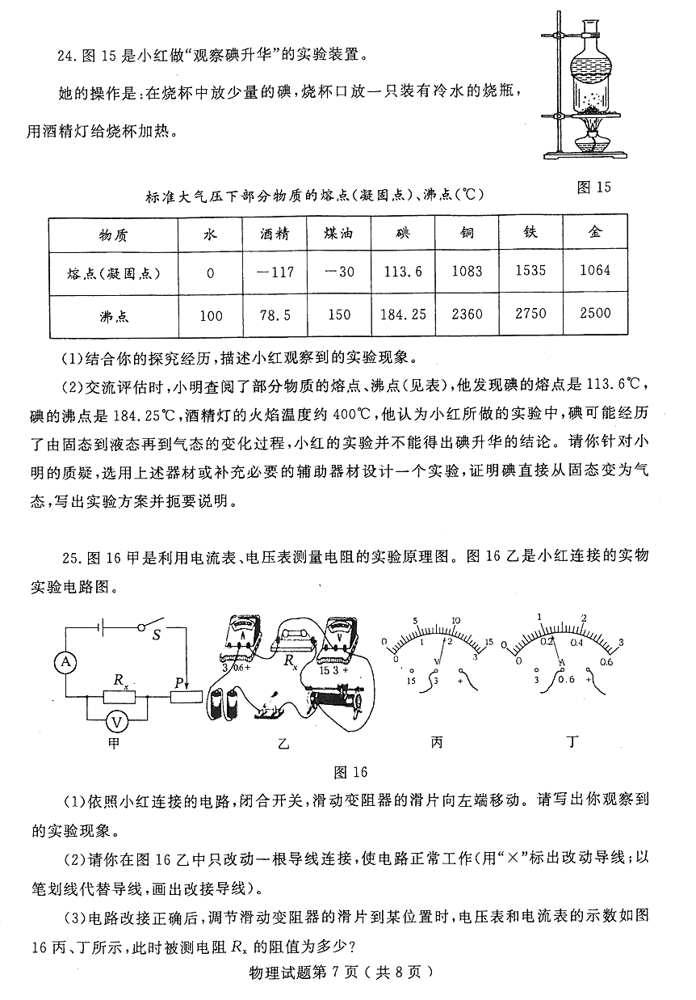 24.图 15 是小红做“观察碘升华”的实验装置。
她的操作是:在烧杯中放少量的碘,烧杯口放一只装有冷水的烧瓶,
用酒精灯给烧杯加热。
图 15
标准大气压下部分物质的熔点(凝固点)、沸点(℃)
物质 水 酒精 煤油 碘 铜 铁 金
熔点(凝固点) 0 -117 -30 113.6 1083 1535 1064
沸点 100 78.5 150 184.25 2360 2750 2500
(1)结合你的探究经历,描述小红观察到的实验现象。
(2)交流评估时,小明查阅了部分物质的熔点、沸点(见表),他发现碘的熔点是 113.6℃,
碘的沸点是 184.25℃,酒精灯的火焰温度约 400℃,他认为小红所做的实验中,碘可能经历
了由固态到液态再到气态的变化过程,小红的实验并不能得出碘升华的结论。请你针对小
明的质疑,选用上述器材或补充必要的辅助器材设计一个实验,证明碘直接从固态变为气
态,写出实验方案并扼要说明。
25.图 16 甲是利用电流表、电压表测量电阻的实验原理图。图 16 乙是小红连接的实物
实验电路图。
S
A
Rx P
V
甲
A V
3 0.6 + Rx 15 3 +
乙
5 10
0 1 2 15
0 3
V
15 3 +
丙
1 2
0 0.2 0.4 3
0 0.6
A
3 0.6 +
丁
图 16
(1)依照小红连接的电路,闭合开关,滑动变阻器的滑片向左端移动。请写出你观察到
的实验现象。
(2)请你在图 16 乙中只改动一根导线连接,使电路正常工作(用“×”标出改动导线;以
笔划线代替导线,画出改接导线)。
(3)电路改接正确后,调节滑动变阻器的滑片到某位置时,电压表和电流表的示数如图
16 丙、丁所示,此时被测电阻 Rx 的阻值为多少?
物理试题第 7 页(共 8 页)